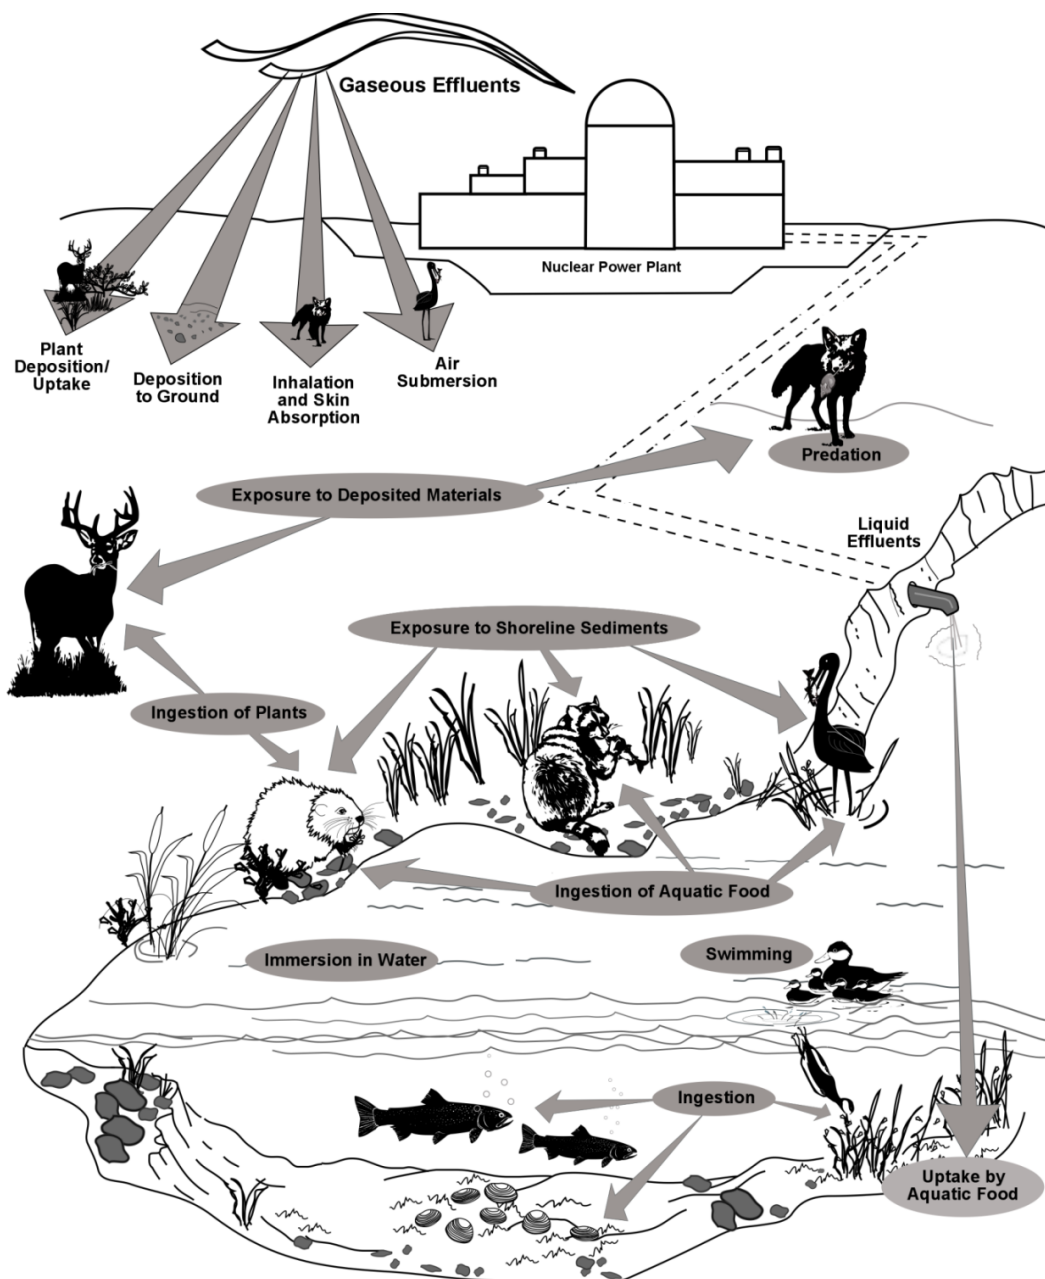 Gaseous Effluents
Nuclear Power Plant
Plant
Deposition/
Uptake
Deposition
to Ground
Inhalation
and Skin
Absorption
Air
Submersion
Predation
Exposure to Deposited Materials
Liquid
Effluents
Exposure to Shoreline Sediments
Ingestion of Plants
Ingestion of Aquatic Food
Immersion in Water
Swimming
Ingestion
Uptake by
Aquatic Food